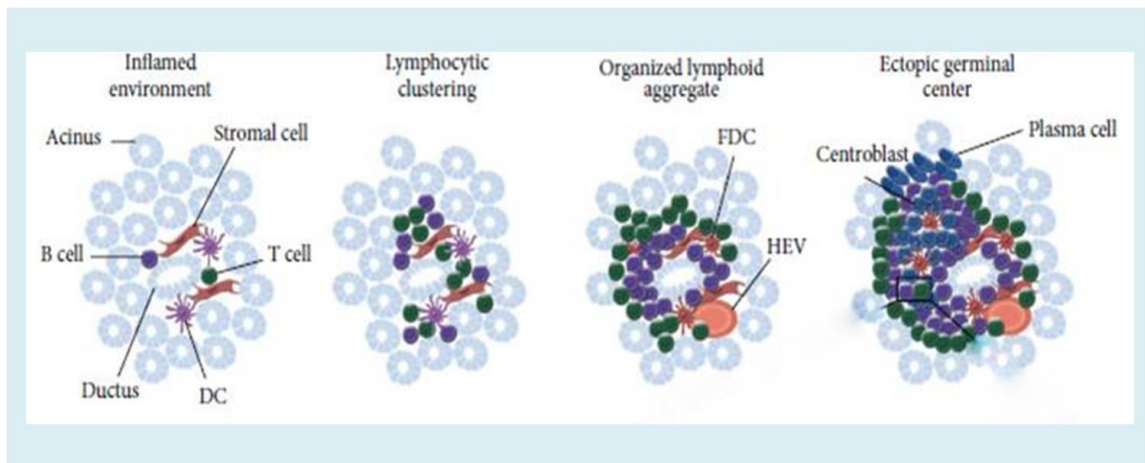 Inflamed
environment
Lymphocytic
clustering
Organized lymphoid
aggregate
Ectopic germinal
center
Acinus
Stromal cell
B cell
T cell
Ductus
DC
FDC
HEV
Centroblast
Plasma cell